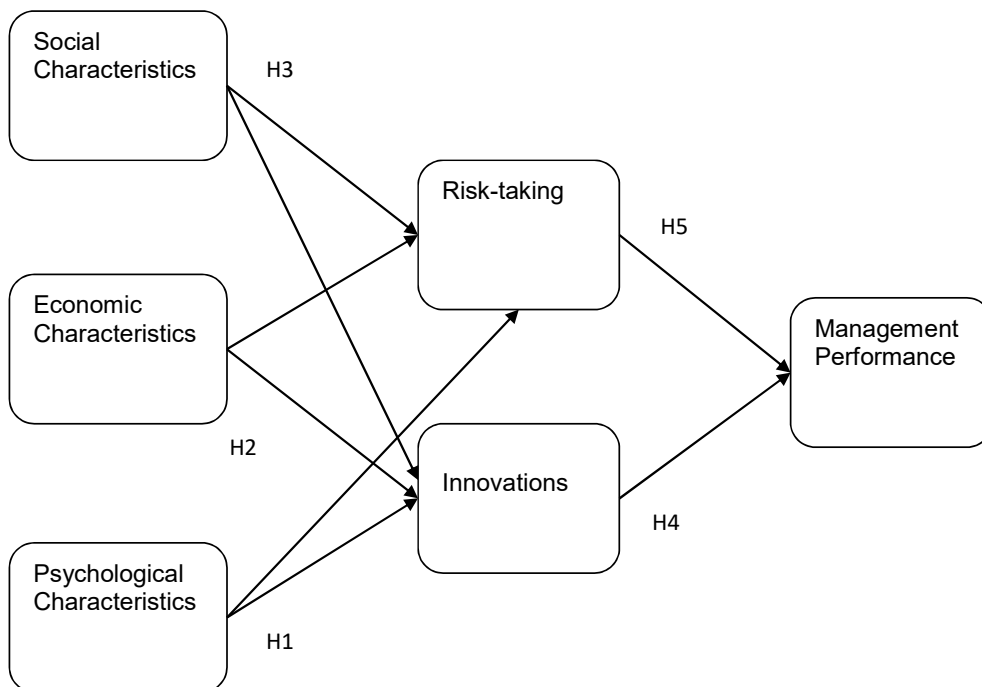 Social
Characteristics
H3
Risk-taking
H5
Economic
Characteristics
Management
Performance
H2
Innovations
H4
Psychological
Characteristics
H1